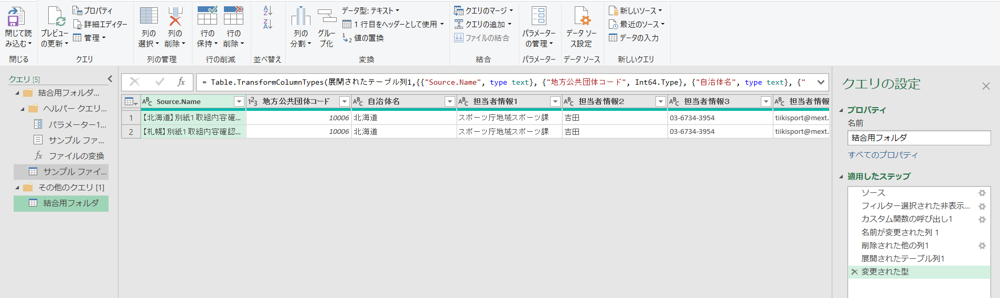 閉じて読み込む
閉じる
プレビューの更新
プロパティ
詳細エディター
管理
クエリ
列の選択
列の削除
列の管理
行の保持
行の削除
行の削減
並べ替え
列の分割
グループ化
データ型: テキスト
1 行目をヘッダーとして使用
値の置換
変換
クエリのマージ
クエリの追加
ファイルの結合
結合
パラメーターの管理
パラメーター
データ ソース設定
データ ソース
新しいソース
最近のソース
データの入力
新しいクエリ
クエリ [5]
結合用フォルダ...
ヘルパー クエリ...
パラメーター1...
サンプル ファ...
fx ファイルの変換
サンプル ファイ...
その他のクエリ [1]
結合用フォルダ
fx
= Table.TransformColumnTypes(展開されたテーブル列1,{{"Source.Name", type text}, {"地方公共団体コード", Int64.Type}, {"自治体名", type text}, {"
ABC Source.Name 123 地方公共団体コード ABC 自治体名 ABC 担当者情報1 ABC 担当者情報2 ABC 担当者情報3 ABC 担当者情報
1 【北海道】別紙1 取組内容確... 10006 北海道 スポーツ庁地域スポーツ課 吉田 03-6734-3954 tiikisport@mext.
2 【札幌】別紙1 取組内容確認... 10006 北海道 スポーツ庁地域スポーツ課 吉田 03-6734-3954 tiikisport@mext.
クエリの設定
プロパティ
名前
結合用フォルダ
すべてのプロパティ
適用したステップ
ソース
フィルター選択された非表示...
カスタム関数の呼び出し1
名前が変更された列 1
削除された他の列1
展開されたテーブル列1
変更された型